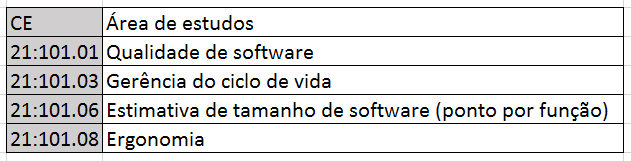 CE Área de estudos
21:101.01 Qualidade de software
21:101.03 Gerência do ciclo de vida
21:101.06 Estimativa de tamanho de software (ponto por função)
21:101.08 Ergonomia